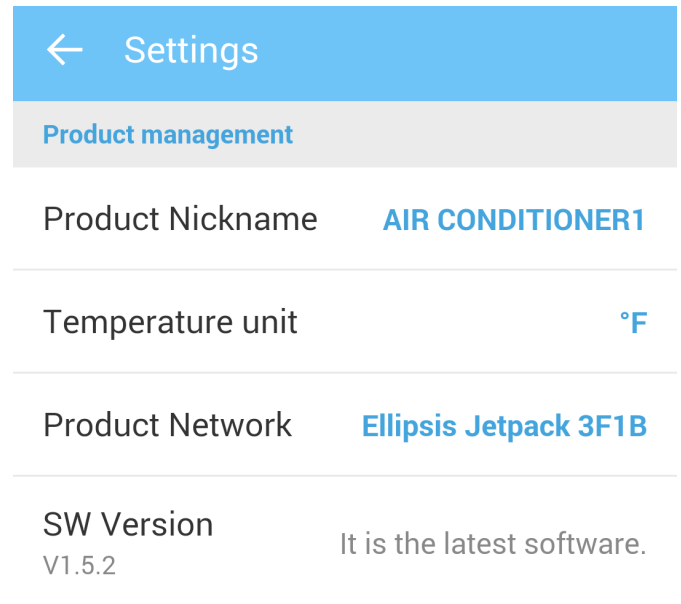 Settings
Product management
Product Nickname AIR CONDITIONER1
Temperature unit °F
Product Network Ellipsis Jetpack 3F1B
SW Version
It is the latest software.
V1.5.2